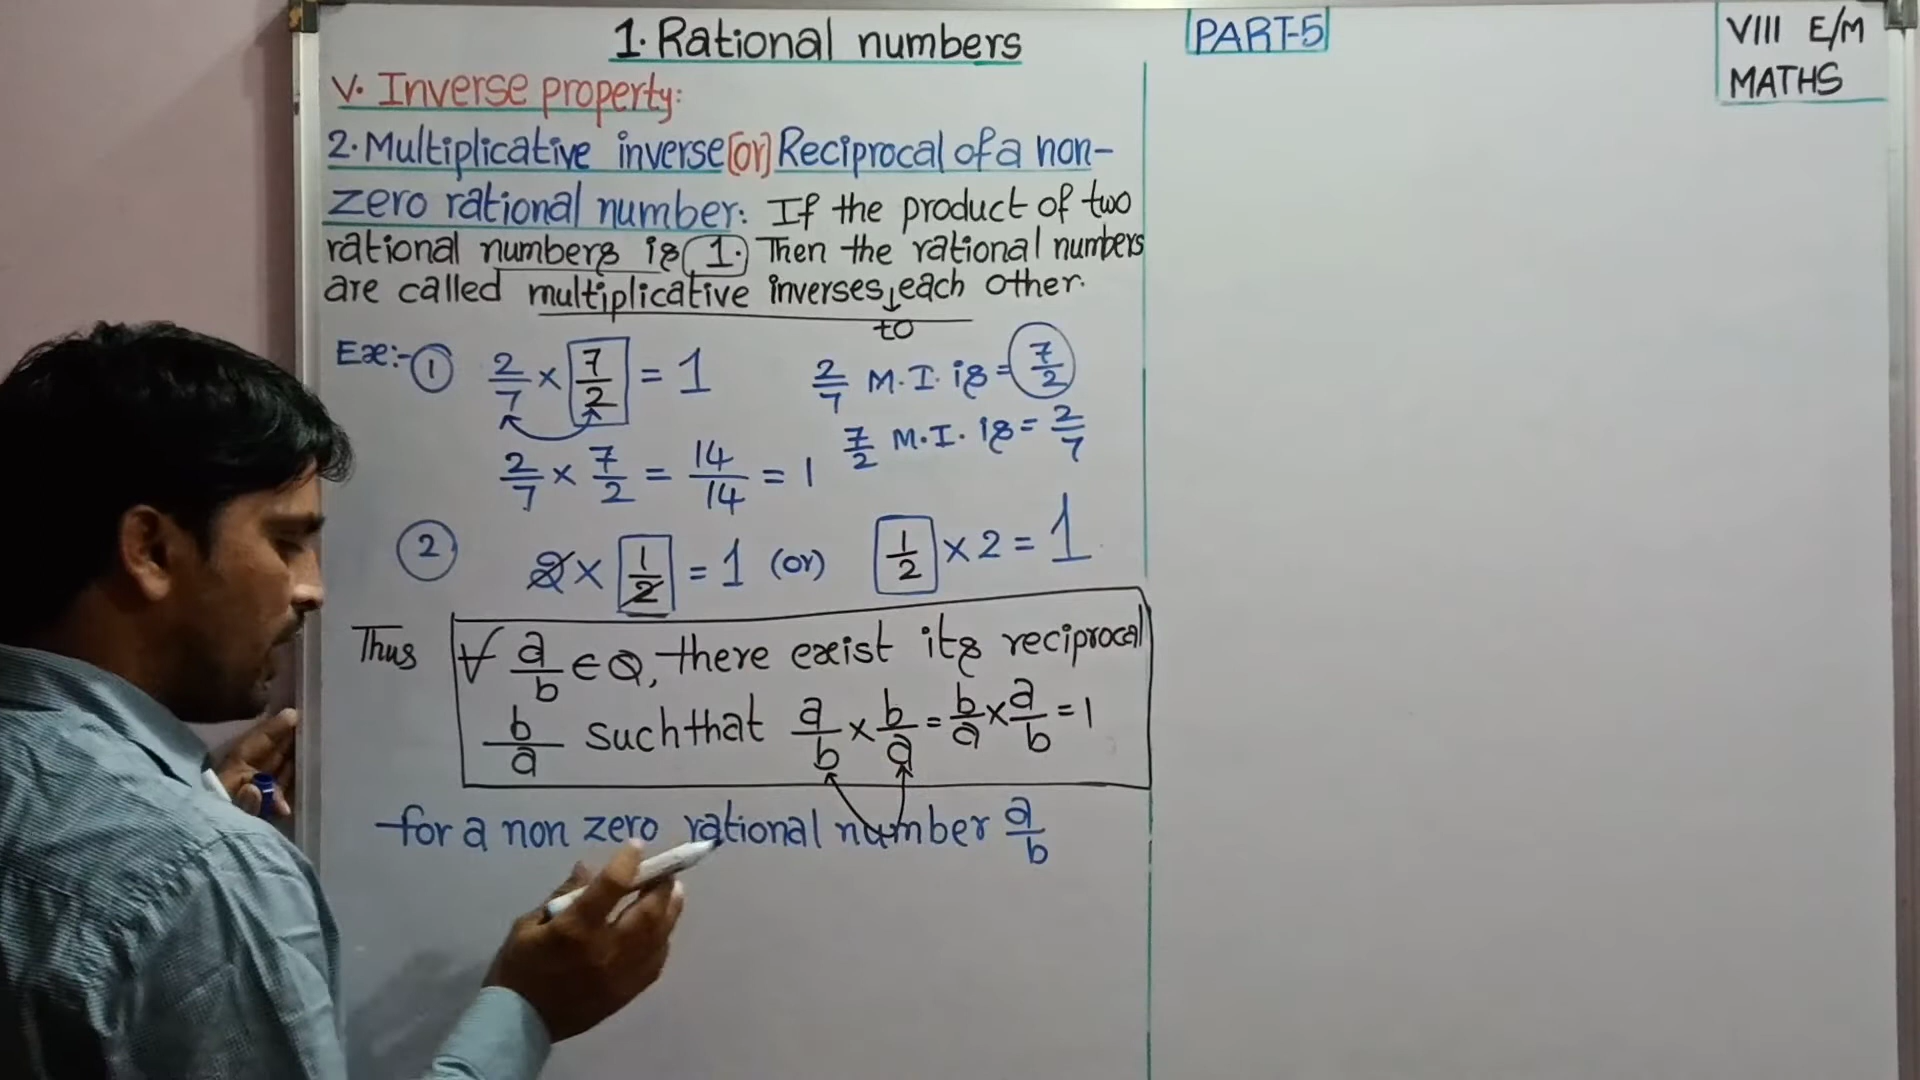 1. Rational numbers
PART-5
VIII E/M
MATHS
V. Inverse property:
2. Multiplicative inverse [or] Reciprocal of a non-
zero rational number: If the product of two
rational numbers is 1. Then the rational numbers
are called multiplicative inverses each other.
to
Ex:- 1 2/7 × 7/2 = 1
2/7 M.I. is = 7/2
7/2 M.I. is = 2/7
2/7 × 7/2 = 14/14 = 1
2 2 × 1/2 = 1 (or) 1/2 × 2 = 1
Thus ∀ a/b ∈ Q, there exist its reciprocal
b/a such that a/b × b/a = b/a × a/b = 1
for a non zero rational number a/b